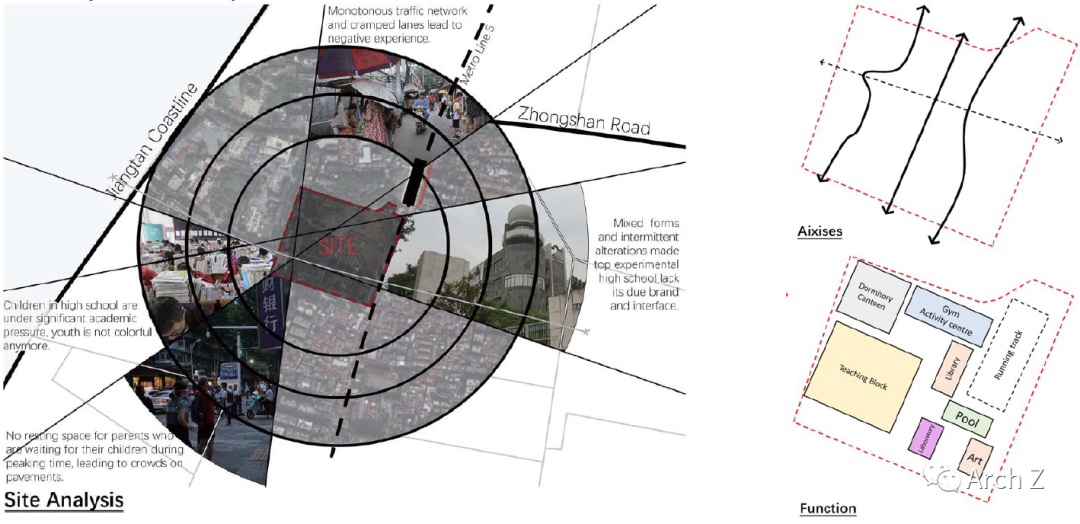 Monotonous traffic network
and cramped lanes lead to
negative experience.
Metro Line 5
Jiangtan Coastline
Zhongshan Road
SITE
Mixed forms
and intermittent
alterations made
top experimental
high school lack
its due brand
and interface.
财
银
行
Children in high school are
under significant academic
pressure, youth is not colorful
anymore.
No resting space for parents who
are waiting for their children during
peaking time, leading to crowds on
pavements.
Site Analysis
Aixises
Dormitory
Canteen
Gym
Activity centre
Running track
Library
Teaching Block
Pool
Laboratory
Art
Arch Z
Function